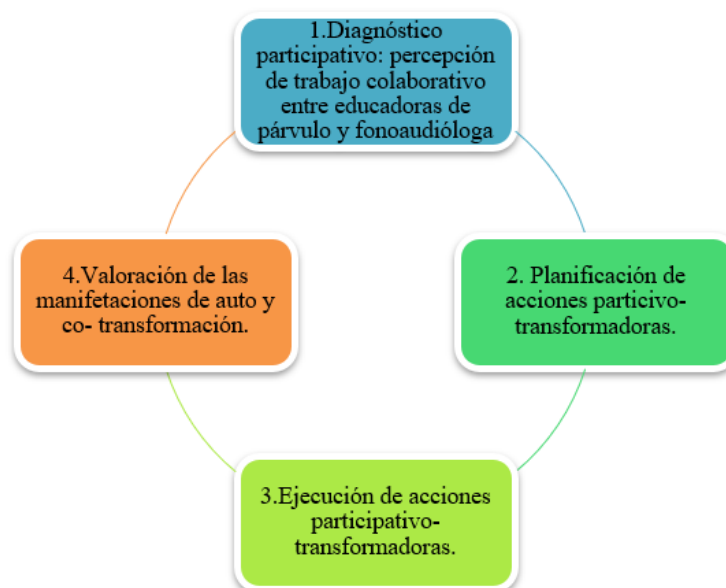 1.Diagnóstico
participativo: percepción
de trabajo colaborativo
entre educadoras de
párvulo y fonoaudióloga
2. Planificación de
acciones particivo-
transformadoras.
3.Ejecución de acciones
participativo-
transformadoras.
4.Valoración de las
manifetaciones de auto y
co- transformación.